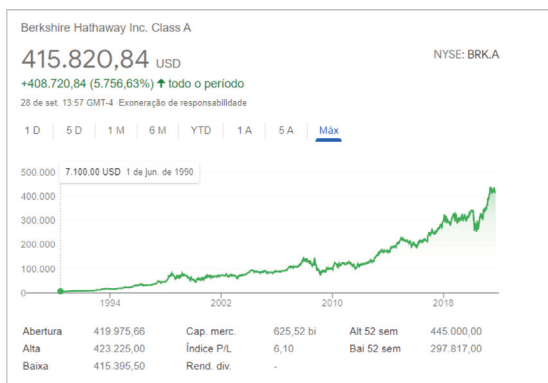 Berkshire Hathaway Inc. Class A
415.820,84 USD
NYSE: BRK.A
+408.720,84 (5.756,63%) ↑ todo o período
28 de set. 13:57 GMT-4 · Exoneração de responsabilidade
1 D 5 D 1 M 6 M YTD 1 A 5 A Máx
7.100,00 USD 1 de jun. de 1990
500.000
400.000
300.000
200.000
100.000
0
1994 2002 2010 2018
Abertura 419.975,66 Cap. merc. 625,52 bi Alt 52 sem 445.000,00
Alta 423.225,00 Índice P/L 6,10 Bai 52 sem 297.817,00
Baixa 415.395,50 Rend. div. -